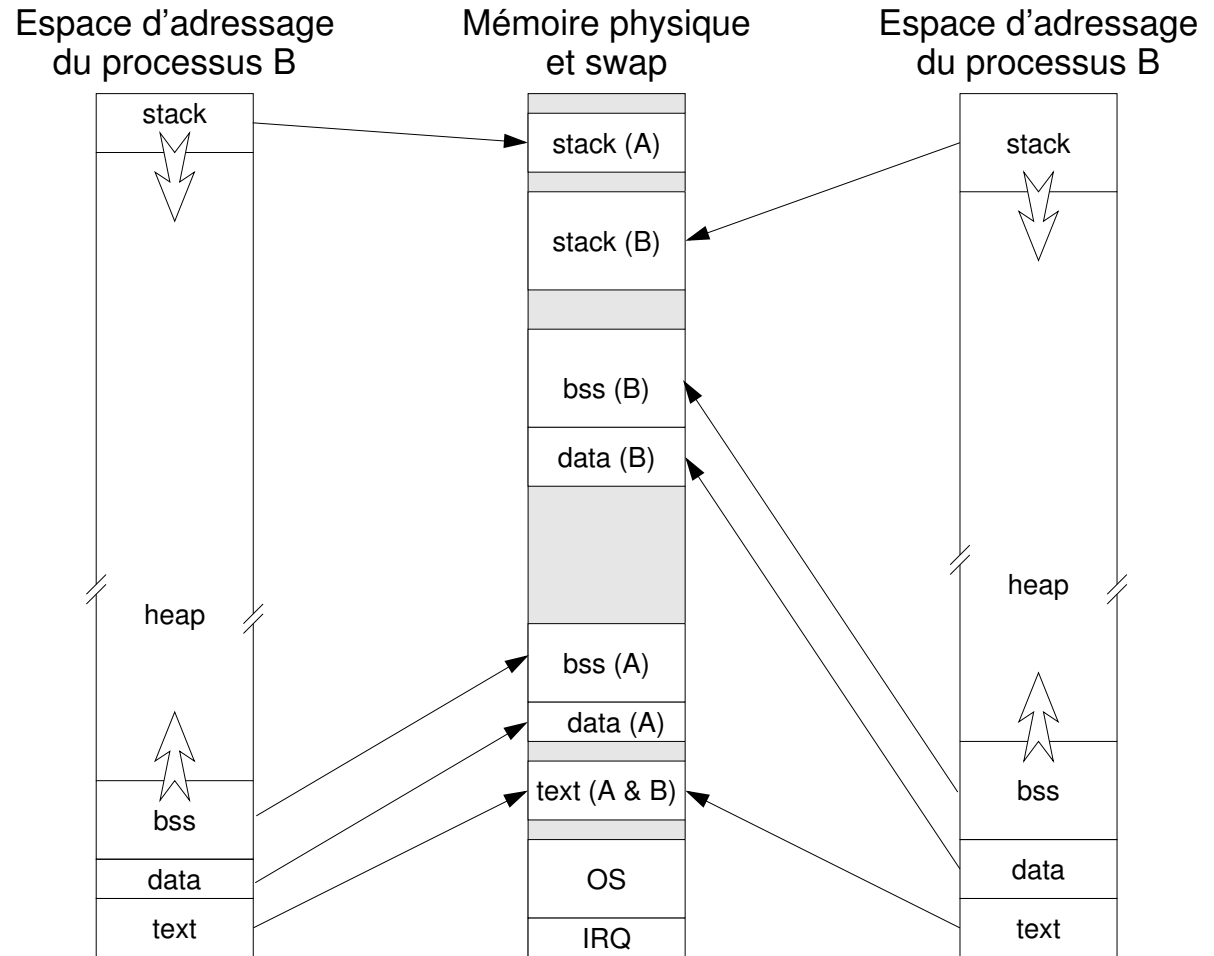 Espace d'adressage
du processus B
Mémoire physique
et swap
Espace d'adressage
du processus B
stack
heap
bss
data
text
stack (A)
stack (B)
bss (B)
data (B)
bss (A)
data (A)
text (A & B)
OS
IRQ
stack
heap
bss
data
text